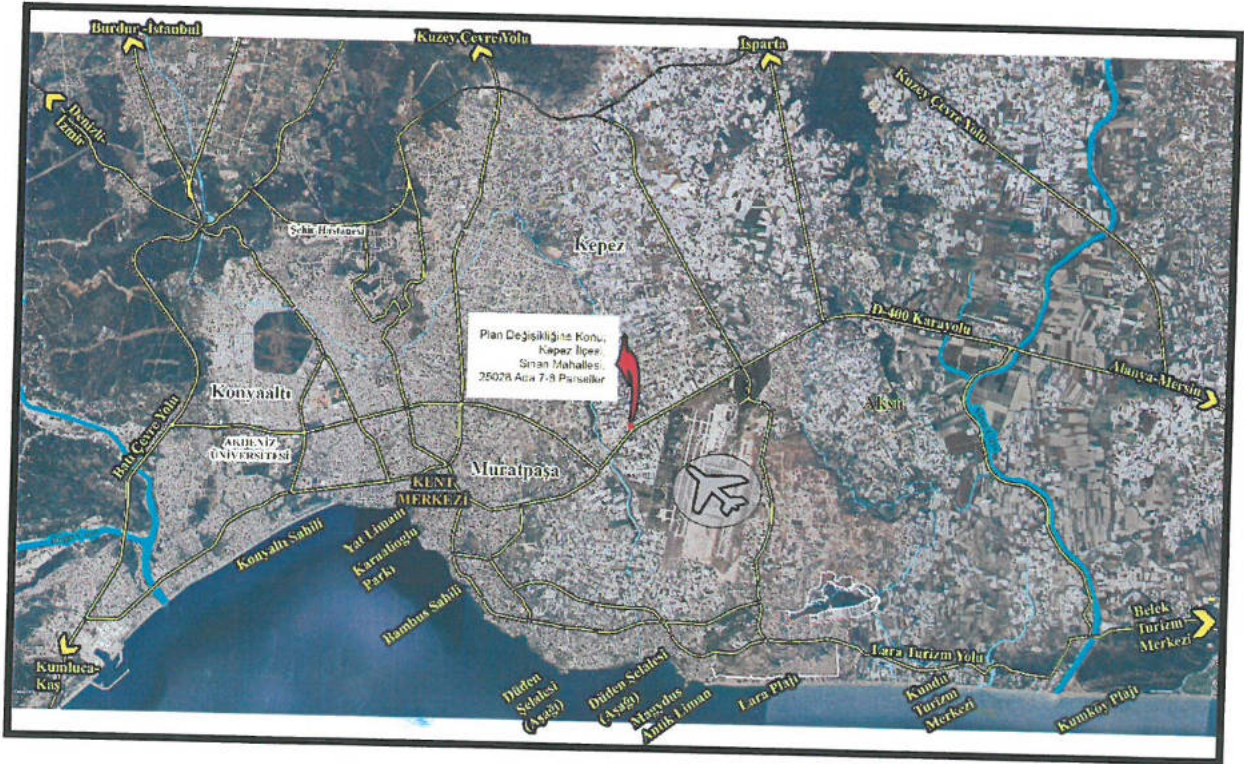 Burdur-İstanbul
Kuzey Çevre Yolu
Isparta
Kuzey Çevre Yolu
Denizli-
İzmir
Şehir Hastanesi
Kepez
Plan Değişikliğine Konu;
Kepez İlçesi,
Sinan Mahallesi,
25028 Ada 7-8 Parseller
D-400 Karayolu
Alanya-Mersin
Konyaaltı
Aksu
Batı Çevre Yolu
AKDENİZ
ÜNİVERSİTESİ
Muratpaşa
KENT
MERKEZİ
Konyaltı Sahili
Yat Limanı
Karaalioglu
Parkı
Bambus Sahili
Düden
Şelalesi
(Aşağı)
Düden Şelalesi
(Aşağı)
Magydus
Antik Liman
Lara Plajı
Lara Turizm Yolu
Kundu
Turizm
Merkezi
Kumköy Plajı
Belek
Turizm
Merkezi
Kumluca-
Kaş